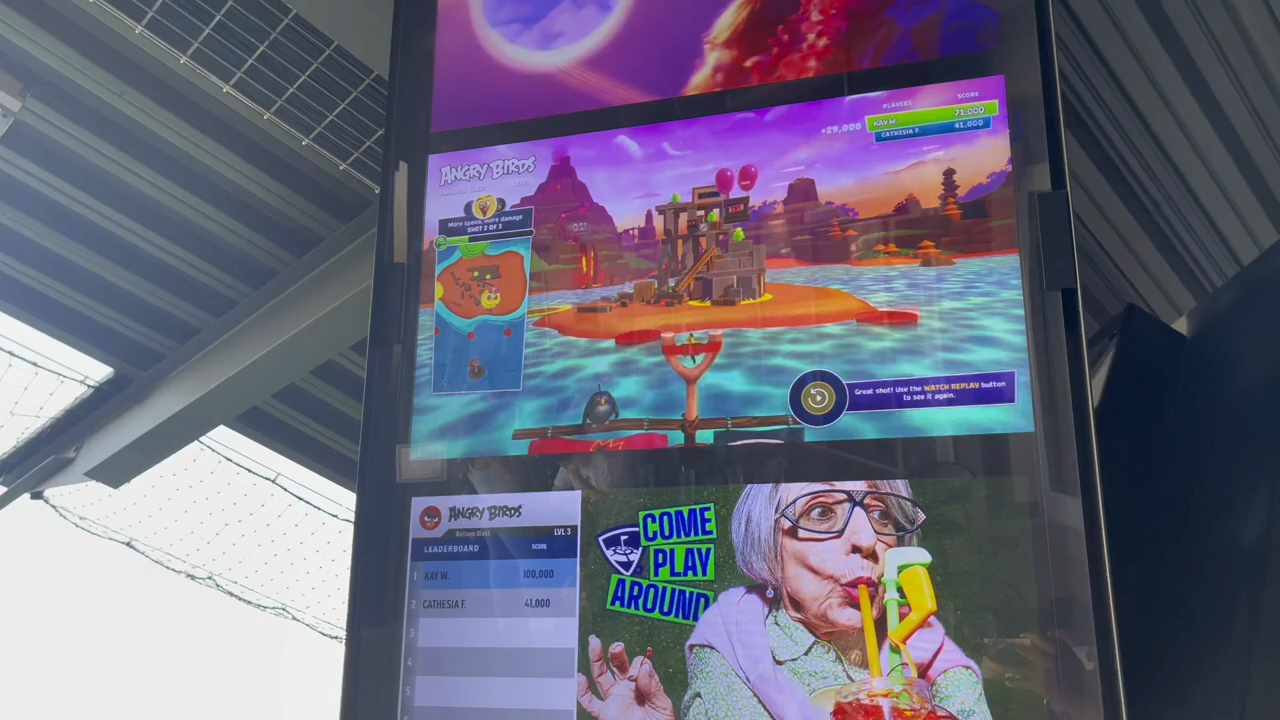 PLAYERS SCORE
+29,000 KAY W. 71,000
CATHESIA F. 41,000
ANGRY BIRDS
More speed, more damage
SHOT 2 OF 3
Great shot! Use the WATCH REPLAY button
to see it again.
ANGRY BIRDS
Balloon Blast LVL 3
LEADERBOARD SCORE
1 KAY W. 100,000
2 CATHESIA F. 41,000
3
4
5
COME
PLAY
AROUND